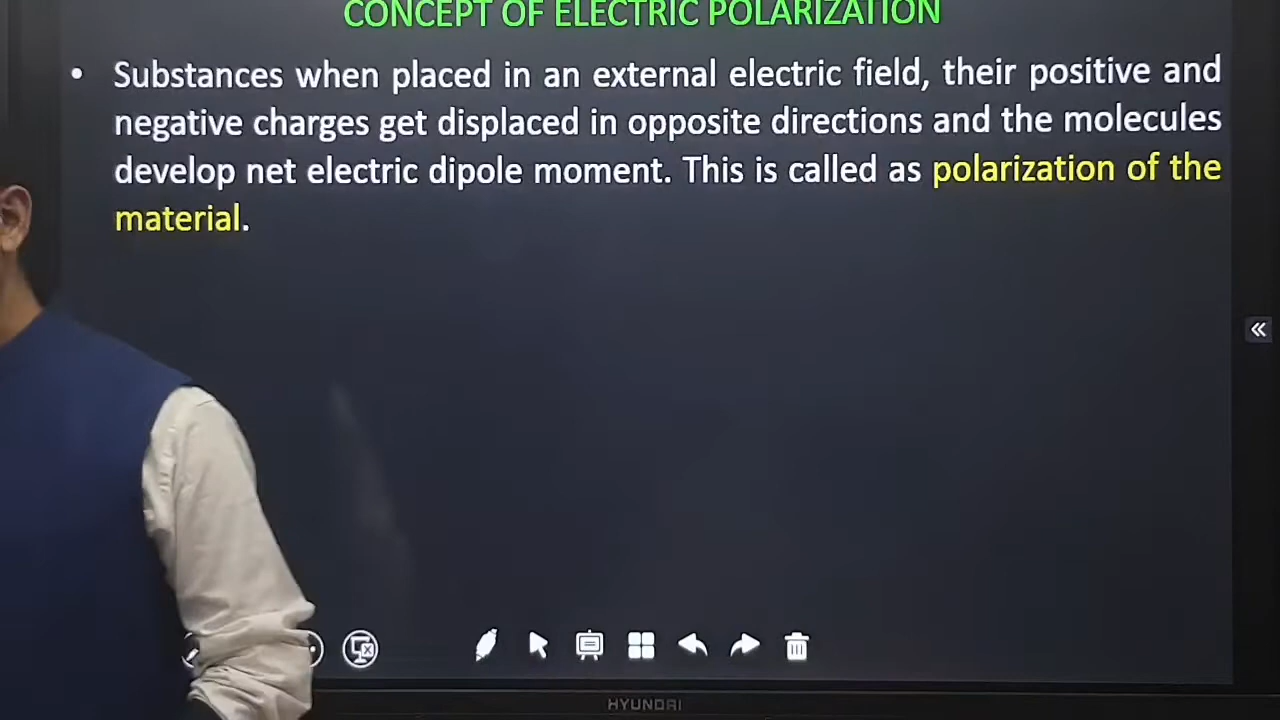 CONCEPT OF ELECTRIC POLARIZATION
• Substances when placed in an external electric field, their positive and
negative charges get displaced in opposite directions and the molecules
develop net electric dipole moment. This is called as polarization of the
material.
HYUNDAI